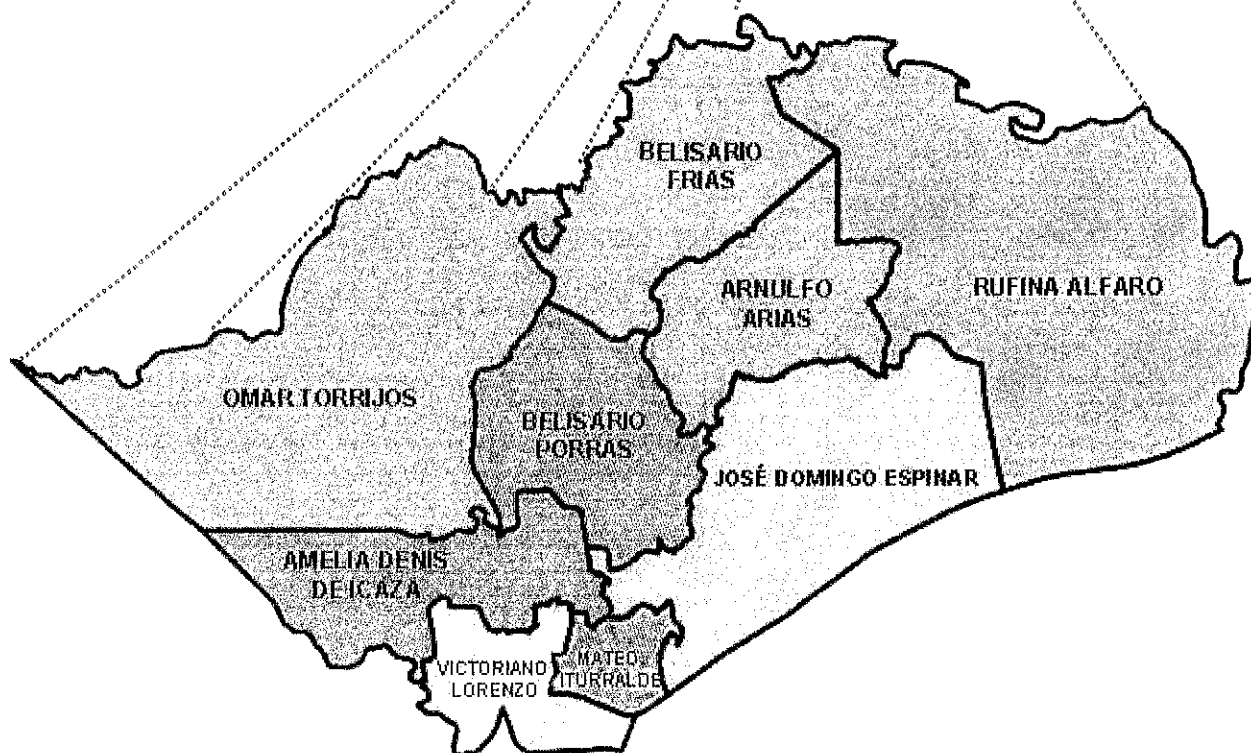 BELISARIO
FRIAS
ARNULFO
ARIAS
RUFINA ALFARO
OMAR TORRIJOS
BELISARIO
PORRAS
JOSÉ DOMINGO ESPINAR
AMELIA DENIS
DE ICAZA
VICTORIANO
LORENZO
MATEO
ITURRALDE